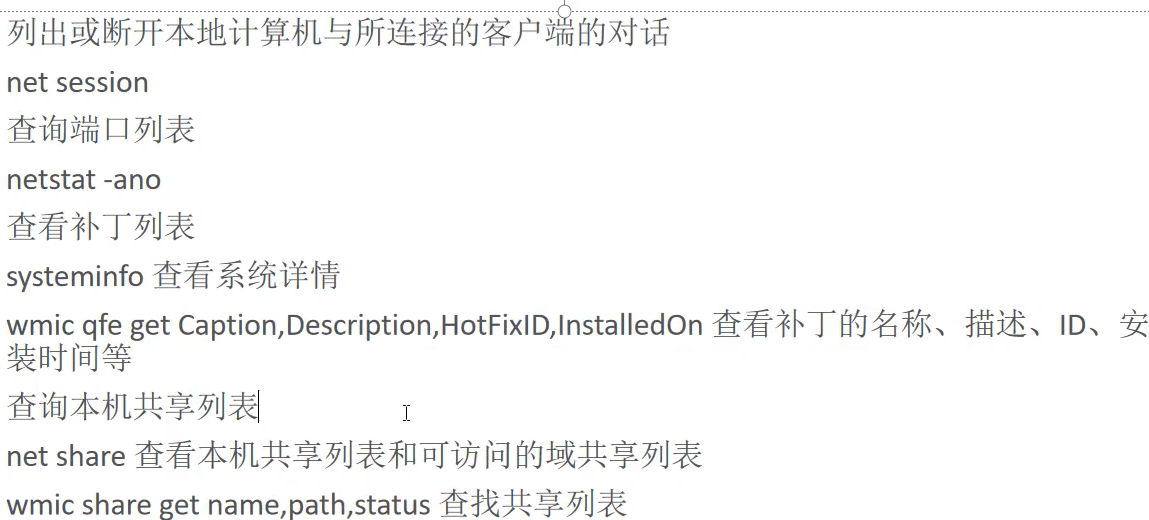 列出或断开本地计算机与所连接的客户端的对话
net session
查询端口列表
netstat -ano
查看补丁列表
systeminfo 查看系统详情
wmic qfe get Caption,Description,HotFixID,InstalledOn 查看补丁的名称、描述、ID、安
装时间等
查询本机共享列表
net share 查看本机共享列表和可访问的域共享列表
wmic share get name,path,status 查找共享列表